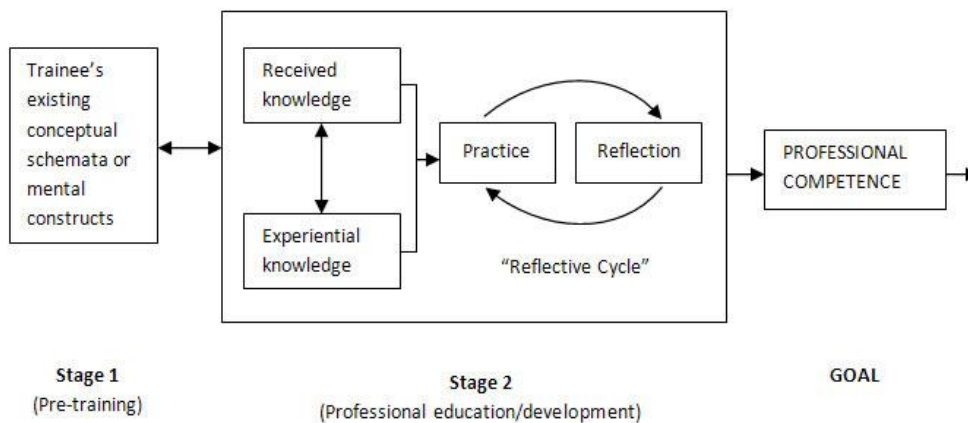 Trainee's
existing
conceptual
schemata or
mental
constructs
Received
knowledge
Experiential
knowledge
Practice
Reflection
"Reflective Cycle"
PROFESSIONAL
COMPETENCE
Stage 1
(Pre-training)
Stage 2
(Professional education/development)
GOAL